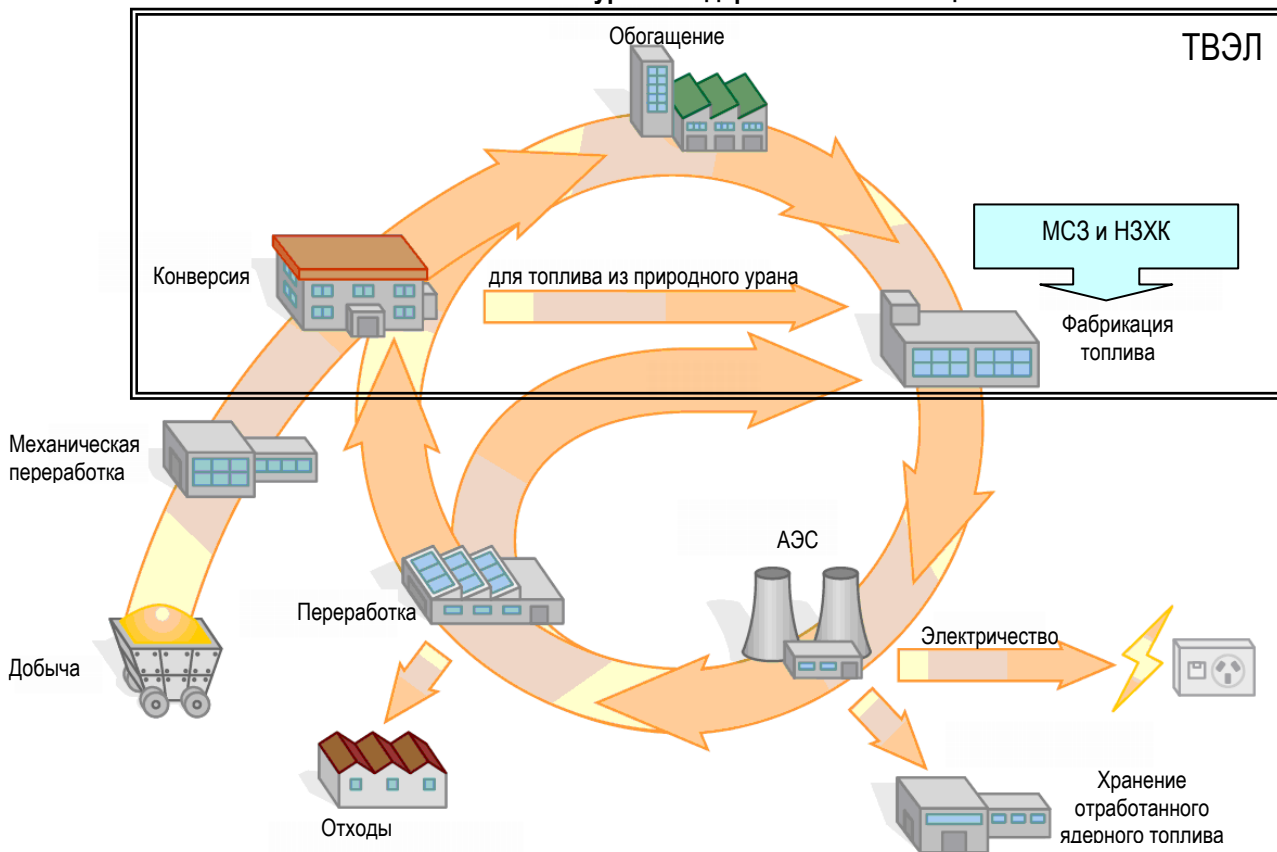 Обогащение
ТВЭЛ
МСЗ и НЗХК
Конверсия
для топлива из природного урана
Фабрикация
топлива
Механическая
переработка
АЭС
Переработка
Электричество
Добыча
Хранение
отработанного
ядерного топлива
Отходы